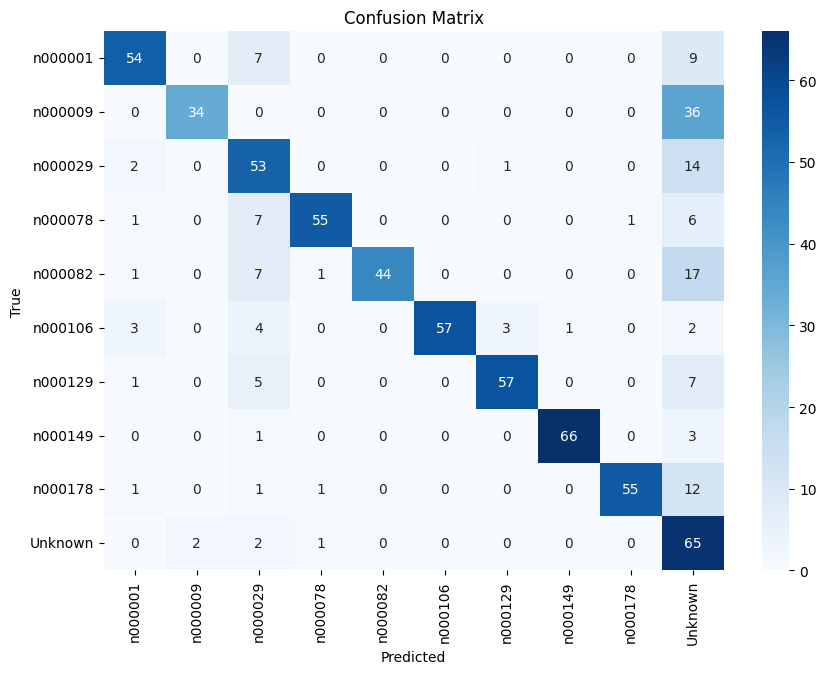 Confusion Matrix
n000001 54 0 7 0 0 0 0 0 0 9
n000009 0 34 0 0 0 0 0 0 0 36
n000029 2 0 53 0 0 0 1 0 0 14
n000078 1 0 7 55 0 0 0 0 1 6
n000082 1 0 7 1 44 0 0 0 0 17
n000106 3 0 4 0 0 57 3 1 0 2
n000129 1 0 5 0 0 0 57 0 0 7
n000149 0 0 1 0 0 0 0 66 0 3
n000178 1 0 1 1 0 0 0 0 55 12
Unknown 0 2 2 1 0 0 0 0 0 65
n000001 n000009 n000029 n000078 n000082 n000106 n000129 n000149 n000178 Unknown
Predicted
True
60
50
40
30
20
10
0